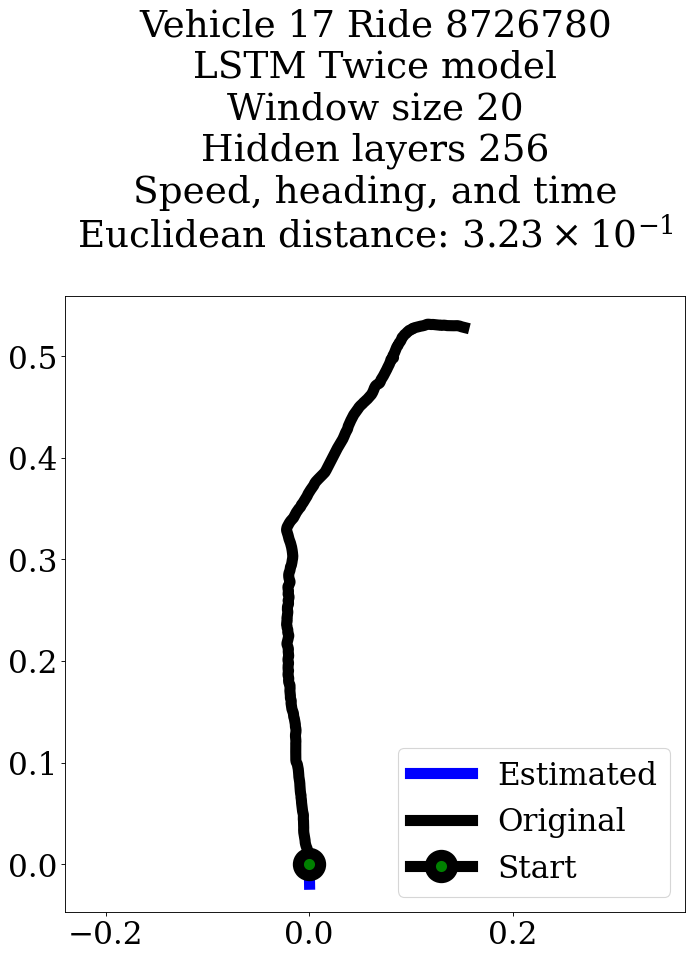 Vehicle 17 Ride 8726780
LSTM Twice model
Window size 20
Hidden layers 256
Speed, heading, and time
Euclidean distance: 3.23 × 10⁻¹
0.5
0.4
0.3
0.2
0.1
0.0
−0.2 0.0 0.2
Estimated
Original
Start